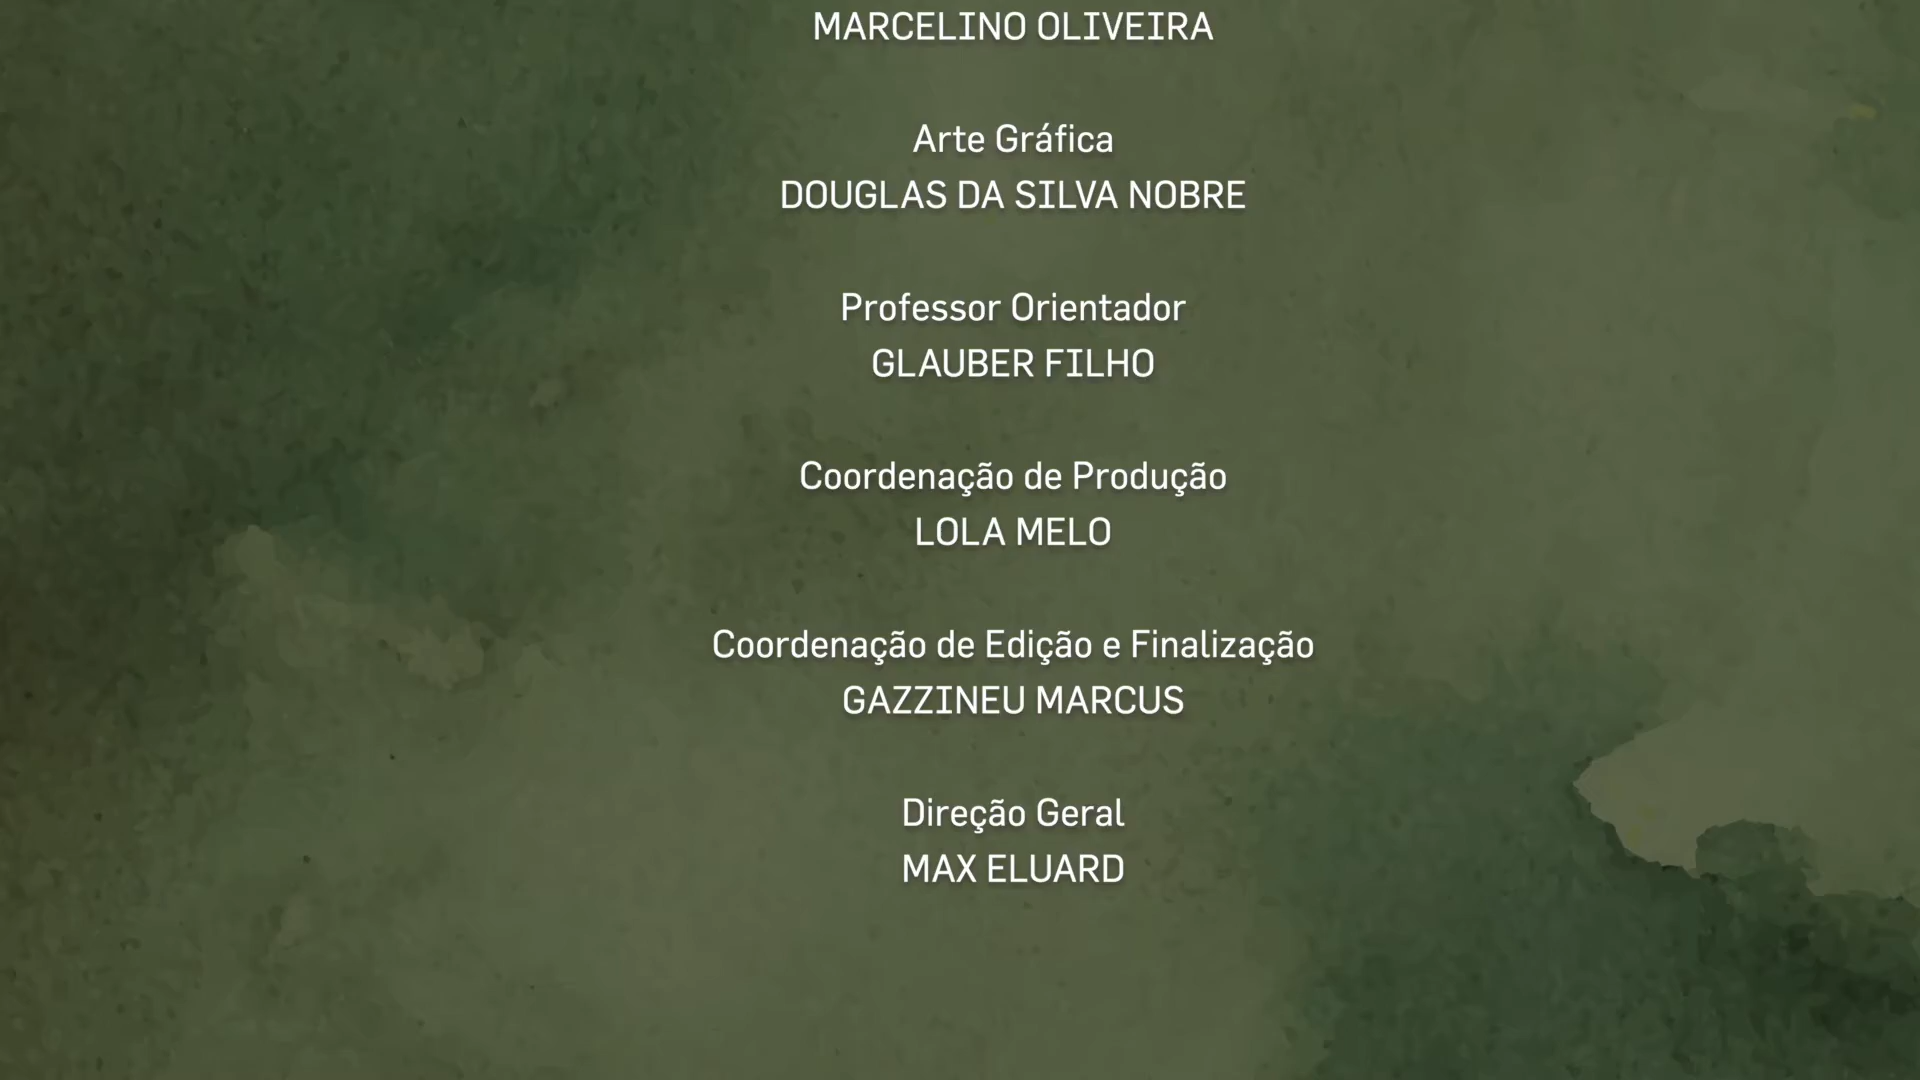 MARCELINO OLIVEIRA
Arte Gráfica
DOUGLAS DA SILVA NOBRE
Professor Orientador
GLAUBER FILHO
Coordenação de Produção
LOLA MELO
Coordenação de Edição e Finalização
GAZZINEU MARCUS
Direção Geral
MAX ELUARD